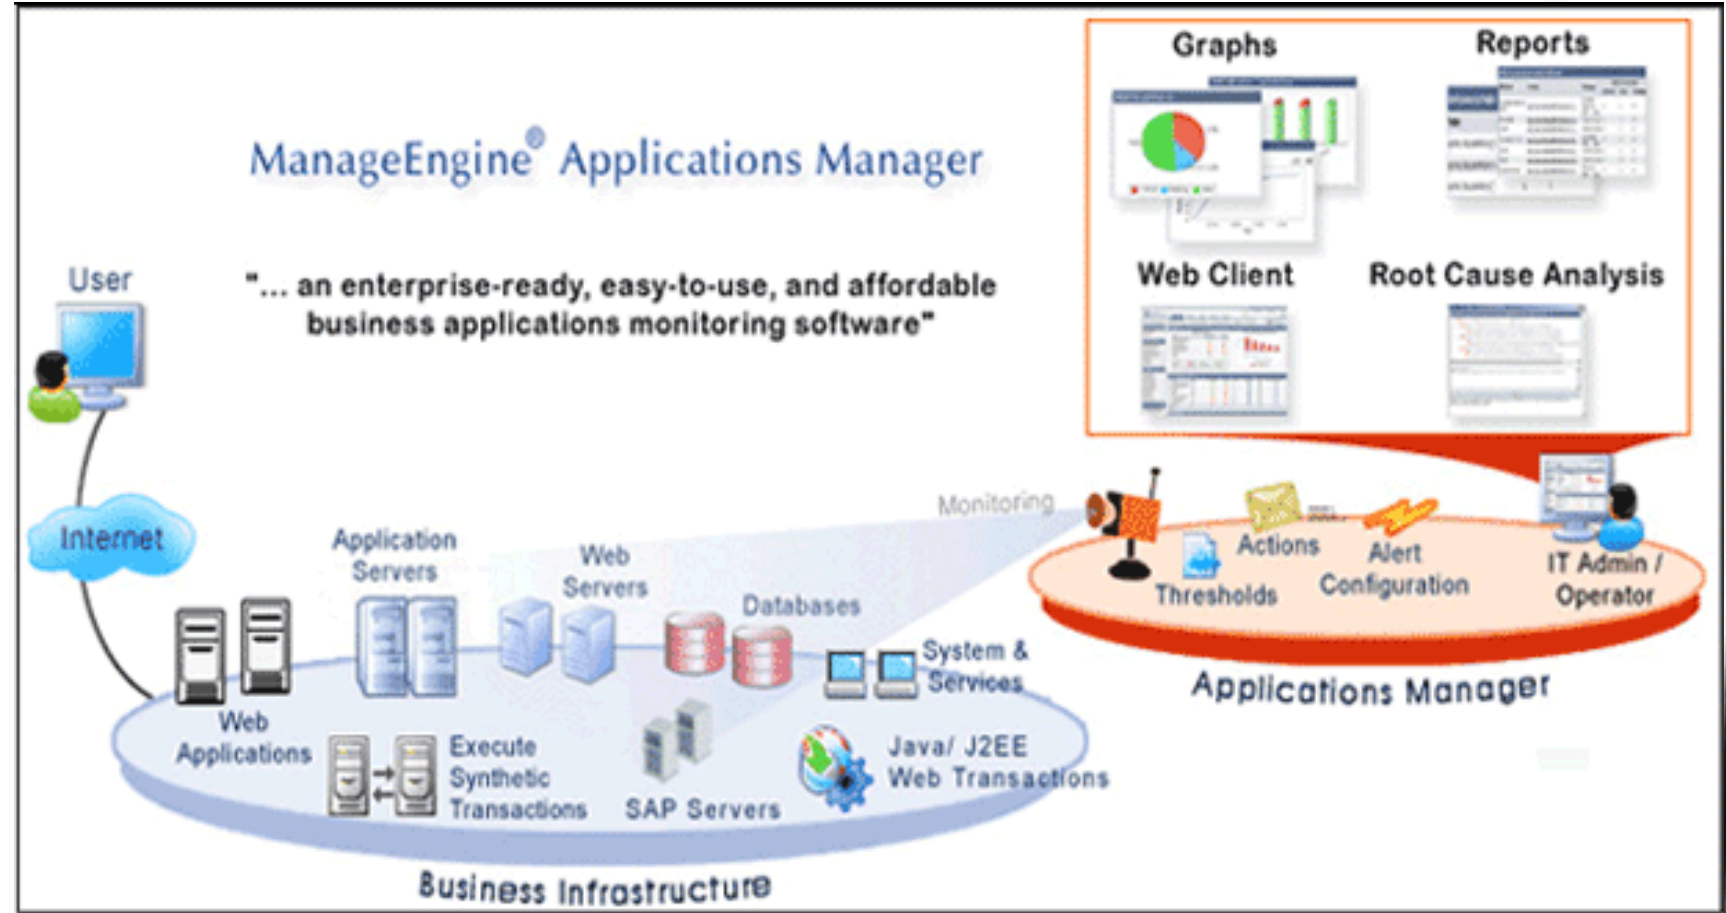 ManageEngine® Applications Manager
"... an enterprise-ready, easy-to-use, and affordable
business applications monitoring software"
Graphs
Reports
Web Client
Root Cause Analysis
User
Internet
Monitoring
Application
Servers
Web
Servers
Databases
System &
Services
Web
Applications
Execute
Synthetic
Transactions
SAP Servers
Java/ J2EE
Web Transactions
Business Infrastructure
Thresholds
Actions
Alert
Configuration
IT Admin /
Operator
Applications Manager